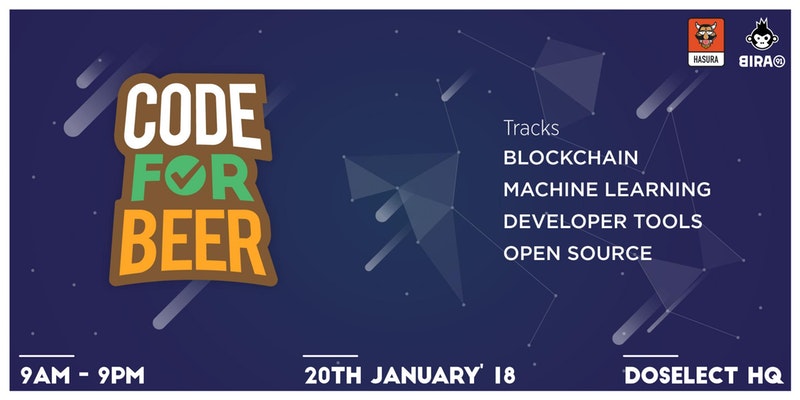 HASURA
BIRA 91
CODE
FOR
BEER
Tracks
BLOCKCHAIN
MACHINE LEARNING
DEVELOPER TOOLS
OPEN SOURCE
9AM - 9PM
20TH JANUARY' 18
DOSELECT HQ